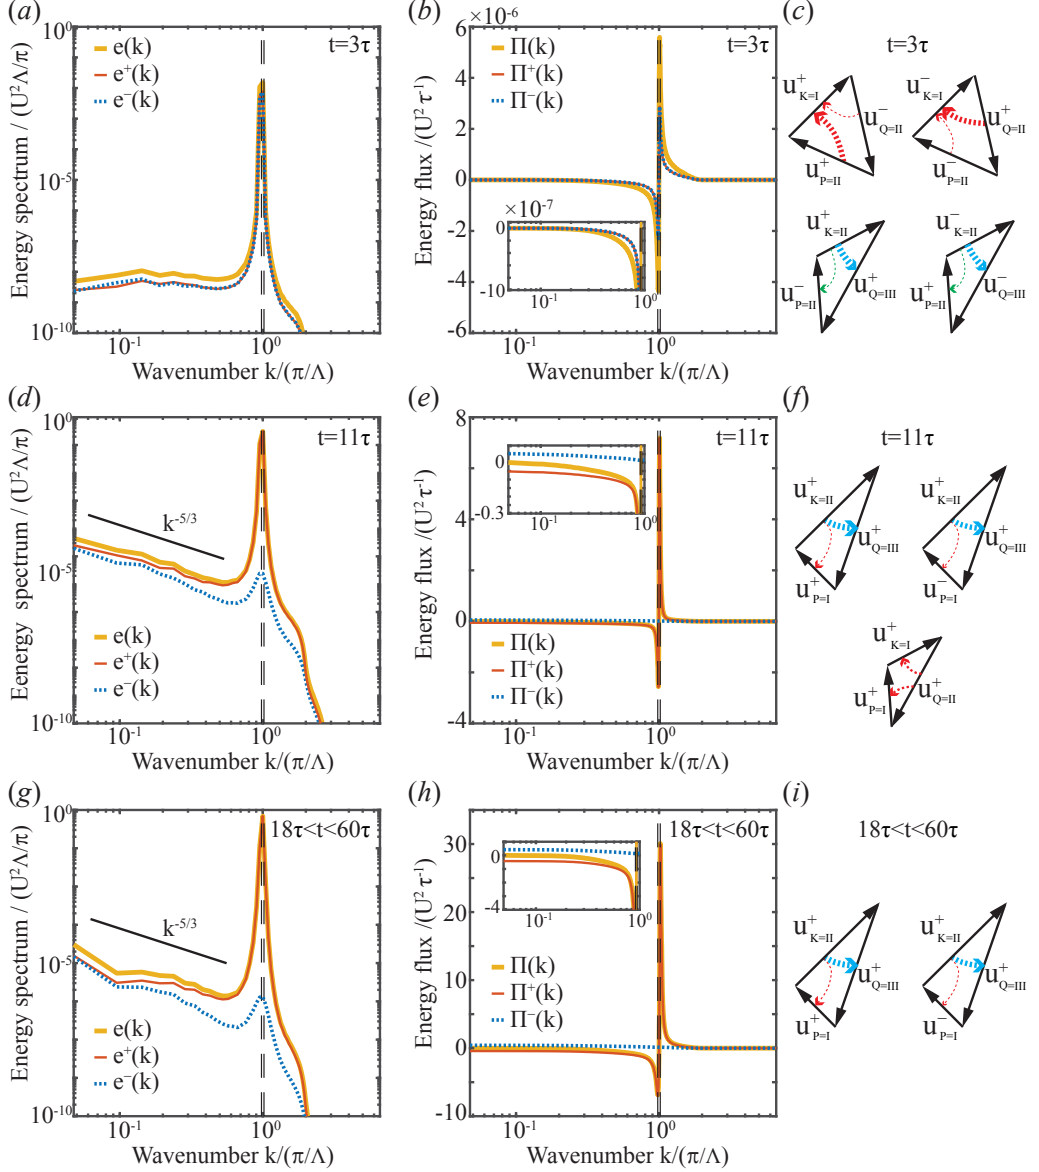 (a)
Energy spectrum / (U²Λ/π)
10⁰
10⁻⁵
10⁻¹⁰
e(k)
e⁺(k)
e⁻(k)
t=3τ
10⁻¹ 10⁰
Wavenumber k/(π/Λ)
(b)
×10⁻⁶
Energy flux /(U² τ⁻¹)
6
4
2
0
-2
-4
-6
Π(k)
Π⁺(k)
Π⁻(k)
t=3τ
×10⁻⁷
0
-10
10⁻¹ 10⁰
10⁻¹ 10⁰
Wavenumber k/(π/Λ)
(c)
t=3τ
u⁺K=I
u⁻Q=II
u⁺P=II
u⁻K=I
u⁺Q=II
u⁻P=II
u⁺K=II
u⁺Q=III
u⁻P=II
u⁻K=II
u⁻Q=III
u⁺P=II
(d)
Eenergy spectrum / (U²Λ/π)
10⁰
10⁻⁵
10⁻¹⁰
t=11τ
k⁻⁵/³
e(k)
e⁺(k)
e⁻(k)
10⁻¹ 10⁰
Wavenumber k/(π/Λ)
(e)
Energy flux /(U² τ⁻¹)
8
6
4
2
0
-2
-4
t=11τ
0
-0.3
10⁻¹ 10⁰
Π(k)
Π⁺(k)
Π⁻(k)
10⁻¹ 10⁰
Wavenumber k/(π/Λ)
(f)
t=11τ
u⁺K=II
u⁺Q=III
u⁺P=I
u⁺K=II
u⁺Q=III
u⁻P=I
u⁺K=I
u⁺Q=II
u⁺P=I
(g)
Energy spectrum / (U²Λ/π)
10⁰
10⁻⁵
10⁻¹⁰
18τ<t<60τ
k⁻⁵/³
e(k)
e⁺(k)
e⁻(k)
10⁻¹ 10⁰
Wavenumber k/(π/Λ)
(h)
Energy flux /(U² τ⁻¹)
30
20
10
0
-10
18τ<t<60τ
0
-4
10⁻¹ 10⁰
Π(k)
Π⁺(k)
Π⁻(k)
10⁻¹ 10⁰
Wavenumber k/(π/Λ)
(i)
18τ<t<60τ
u⁺K=II
u⁺Q=III
u⁺P=I
u⁺K=II
u⁺Q=III
u⁻P=I